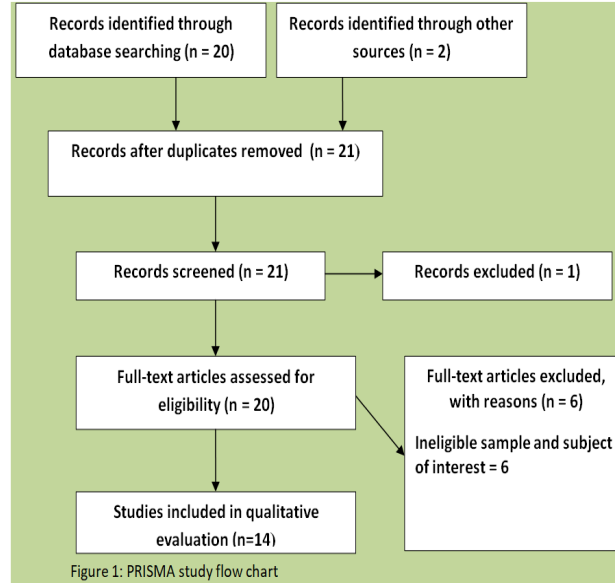 Records identified through
database searching (n = 20)
Records identified through other
sources (n = 2)
Records after duplicates removed (n = 21)
Records screened (n = 21)
Records excluded (n = 1)
Full-text articles assessed for
eligibility (n = 20)
Full-text articles excluded,
with reasons (n = 6)
Ineligible sample and subject
of interest = 6
Studies included in qualitative
evaluation (n=14)
Figure 1: PRISMA study flow chart